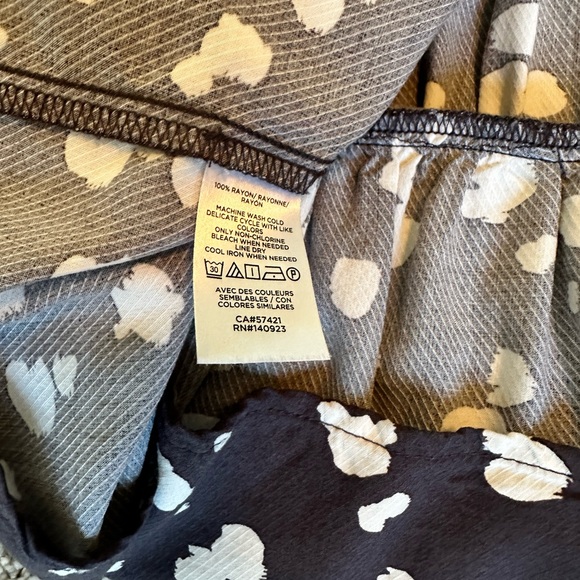 100% RAYON/ RAYONNE/
RAYON
MACHINE WASH COLD
DELICATE CYCLE WITH LIKE
COLORS
ONLY NON-CHLORINE
BLEACH WHEN NEEDED
LINE DRY
COOL IRON WHEN NEEDED
30 P
AVEC DES COULEURS
SEMBLABLES / CON
COLORES SIMILARES
CA#57421
RN#140923